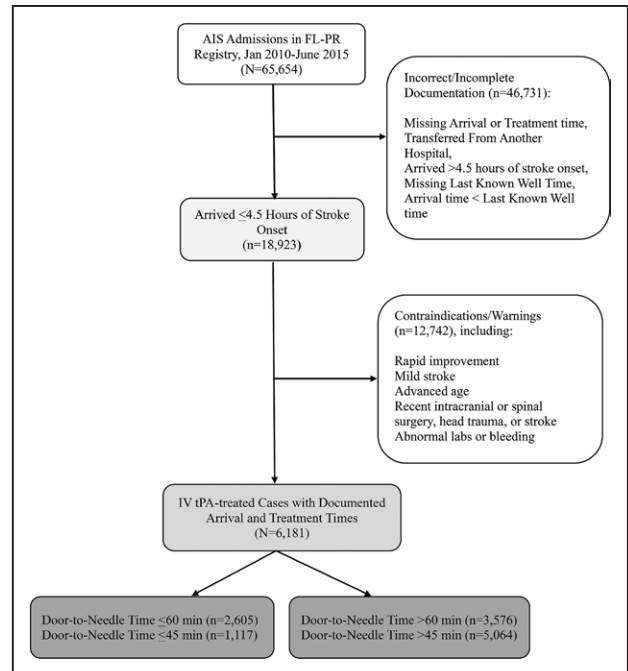 AIS Admissions in FL-PR
Registry, Jan 2010-June 2015
(N=65,654)
Incorrect/Incomplete
Documentation (n=46,731):
Missing Arrival or Treatment time,
Transferred From Another
Hospital,
Arrived >4.5 hours of stroke onset,
Missing Last Known Well Time,
Arrival time < Last Known Well
time
Arrived ≤4.5 Hours of Stroke
Onset
(n=18,923)
Contraindications/Warnings
(n=12,742), including:
Rapid improvement
Mild stroke
Advanced age
Recent intracranial or spinal
surgery, head trauma, or stroke
Abnormal labs or bleeding
IV tPA-treated Cases with Documented
Arrival and Treatment Times
(N=6,181)
Door-to-Needle Time ≤60 min (n=2,605)
Door-to-Needle Time ≤45 min (n=1,117)
Door-to-Needle Time >60 min (n=3,576)
Door-to-Needle Time >45 min (n=5,064)